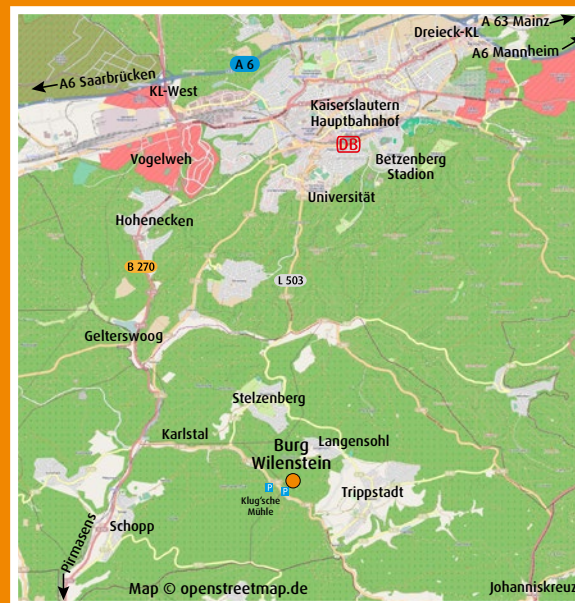 A 63 Mainz
Dreieck-KL
A6 Mannheim
A 6
A6 Saarbrücken
KL-West
Kaiserslautern
Hauptbahnhof
DB
Vogelweh
Betzenberg
Stadion
Universität
Hohenecken
B 270
L 503
Gelterswoog
Stelzenberg
Karlstal
Burg
Wilenstein
Langensohl
P
P
Klug'sche
Mühle
Trippstadt
Schopp
Pirmasens
Map © openstreetmap.de
Johanniskreuz